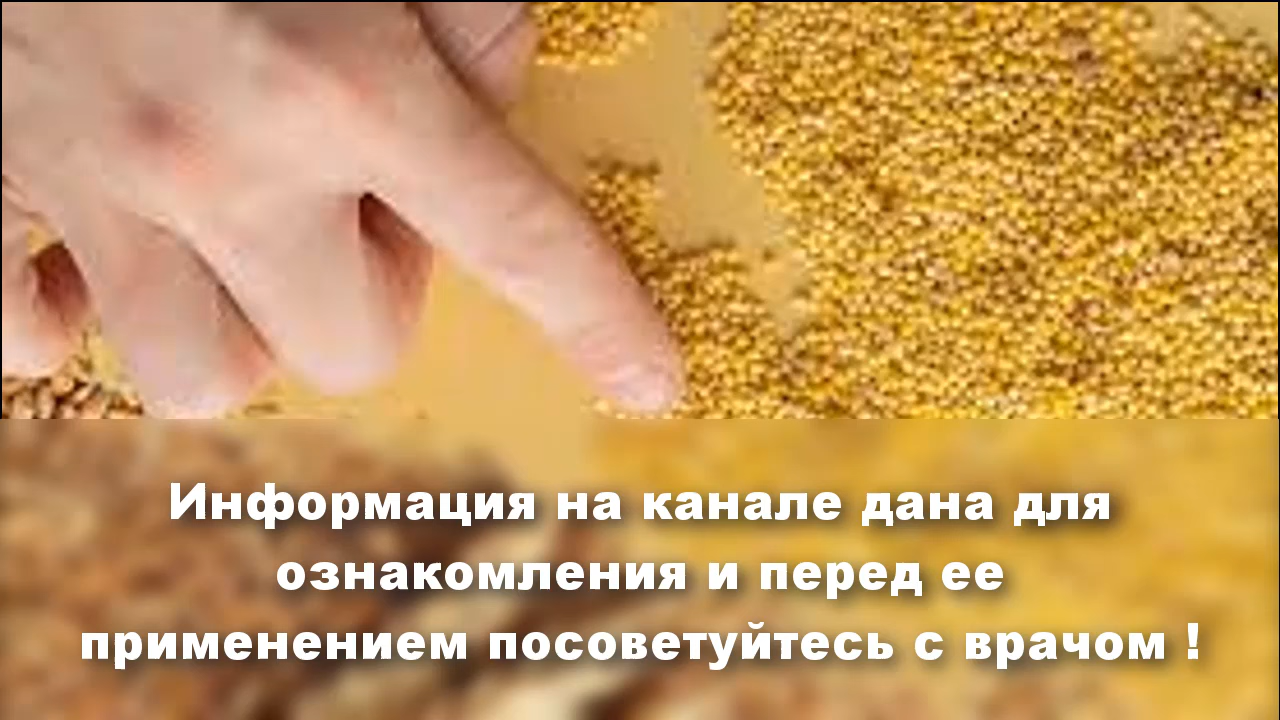 Информация на канале дана для
ознакомления и перед ее
применением посоветуйтесь с врачом !